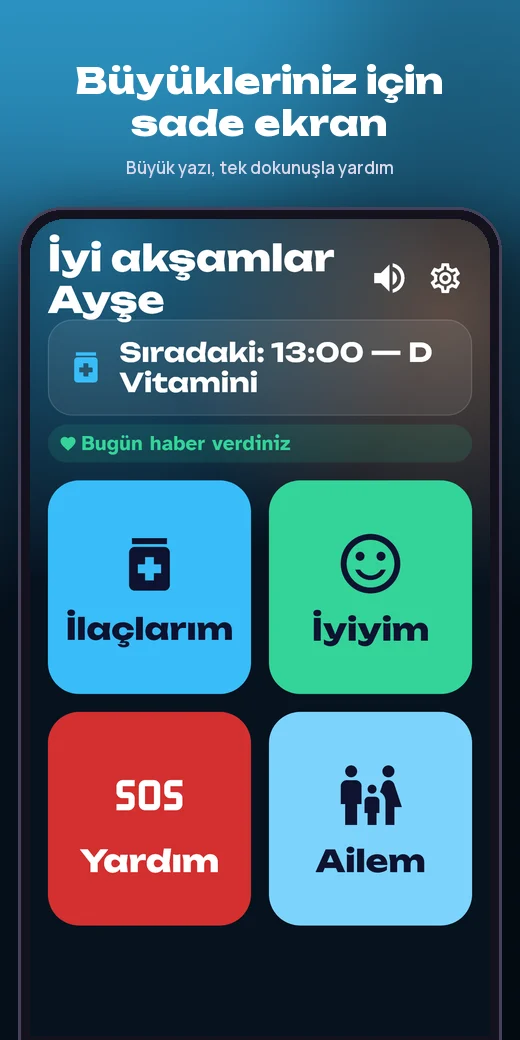 Büyükleriniz için
sade ekran
Büyük yazı, tek dokunuşla yardım
İyi akşamlar
Ayşe
Sıradaki: 13:00 — D
Vitamini
Bugün haber verdiniz
İlaçlarım
İyiyim
SOS
Yardım
Ailem